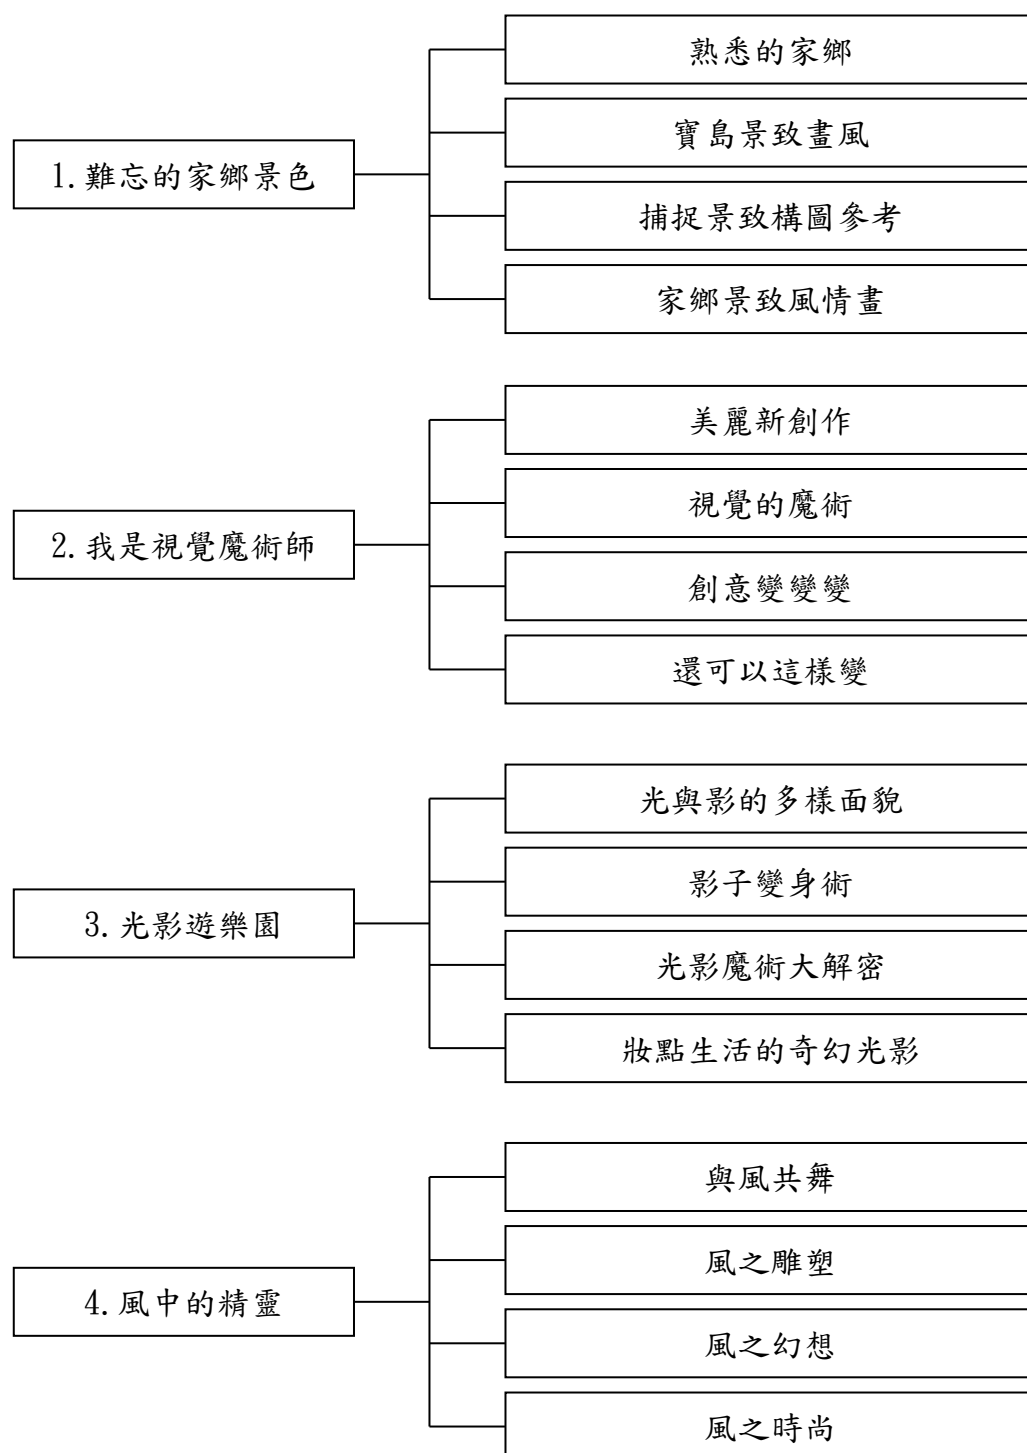 1.難忘的家鄉景色
熟悉的家鄉
寶島景致畫風
捕捉景致構圖參考
家鄉景致風情畫
2.我是視覺魔術師
美麗新創作
視覺的魔術
創意變變變
還可以這樣變
3.光影遊樂園
光與影的多樣面貌
影子變身術
光影魔術大解密
妝點生活的奇幻光影
4.風中的精靈
與風共舞
風之雕塑
風之幻想
風之時尚